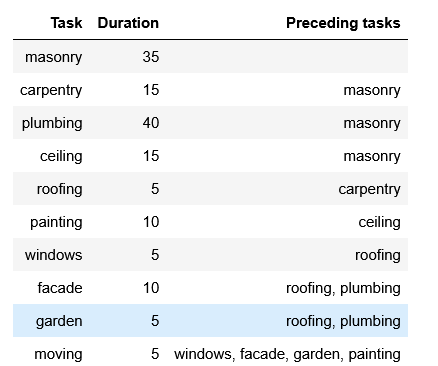 Task Duration Preceding tasks
masonry 35
carpentry 15 masonry
plumbing 40 masonry
ceiling 15 masonry
roofing 5 carpentry
painting 10 ceiling
windows 5 roofing
facade 10 roofing, plumbing
garden 5 roofing, plumbing
moving 5 windows, facade, garden, painting